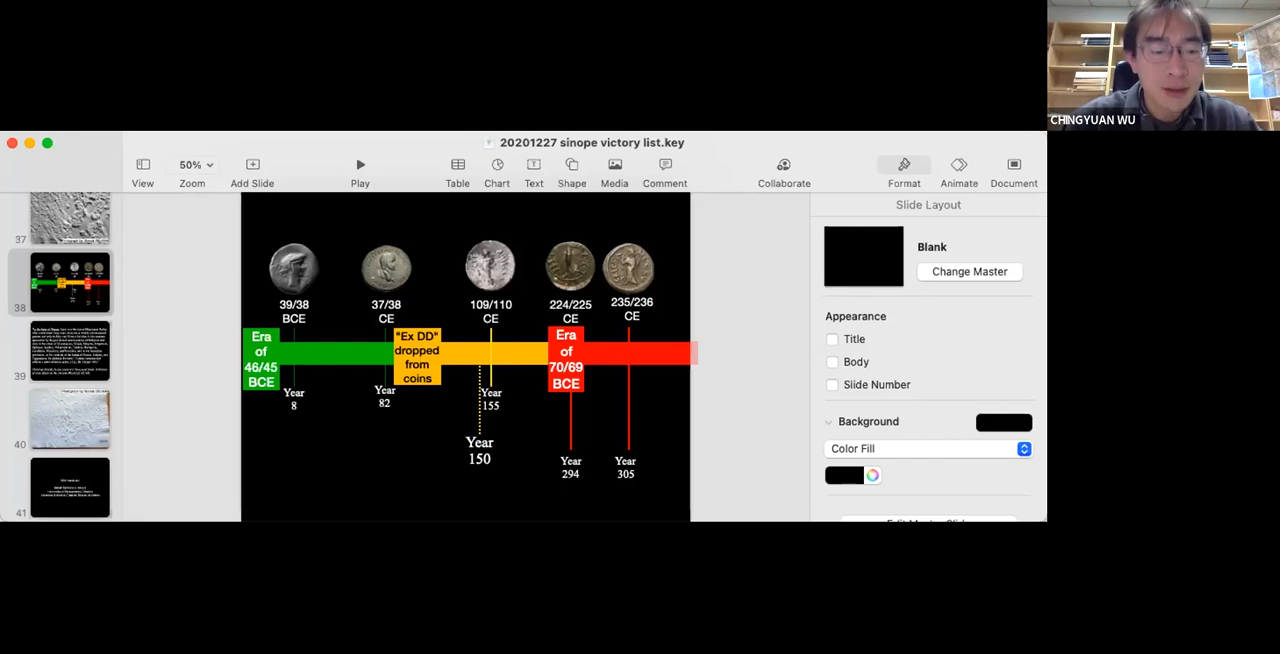 CHINGYUAN WU
20201227 sinope victory list.key
50%
View
Zoom
Add Slide
Play
Table
Chart
Text
Shape
Media
Comment
Collaborate
Format
Animate
Document
37
38
39
40
41
39/38
BCE
37/38
CE
109/110
CE
224/225
CE
235/236
CE
Era
of
46/45
BCE
"Ex DD"
dropped
from
coins
Era
of
70/69
BCE
Year
8
Year
82
Year
155
Year
150
Year
294
Year
305
Slide Layout
Blank
Change Master
Appearance
Title
Body
Slide Number
Background
Color Fill